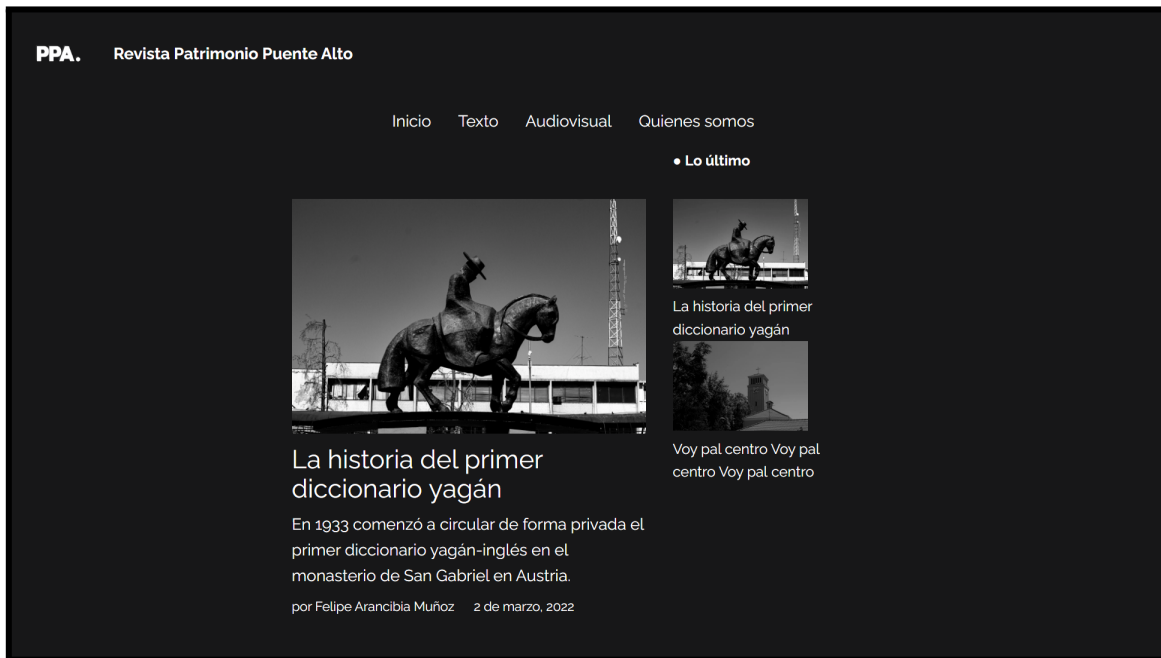 PPA.
Revista Patrimonio Puente Alto
Inicio
Texto
Audiovisual
Quienes somos
● Lo último
La historia del primer
diccionario yagán
En 1933 comenzó a circular de forma privada el
primer diccionario yagán-inglés en el
monasterio de San Gabriel en Austria.
por Felipe Arancibia Muñoz
2 de marzo, 2022
La historia del primer
diccionario yagán
Voy pal centro Voy pal
centro Voy pal centro